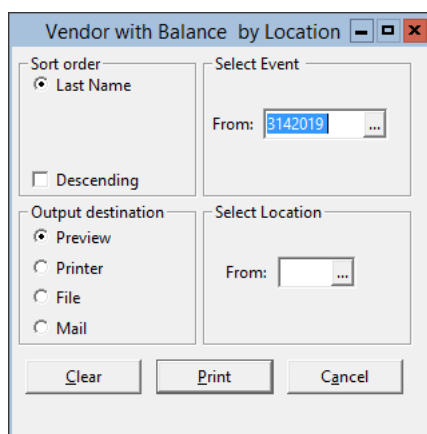 Vendor with Balance by Location
Sort order
Last Name
Descending
Select Event
From: 3142019 ...
Output destination
Preview
Printer
File
Mail
Select Location
From: ...
Clear Print Cancel